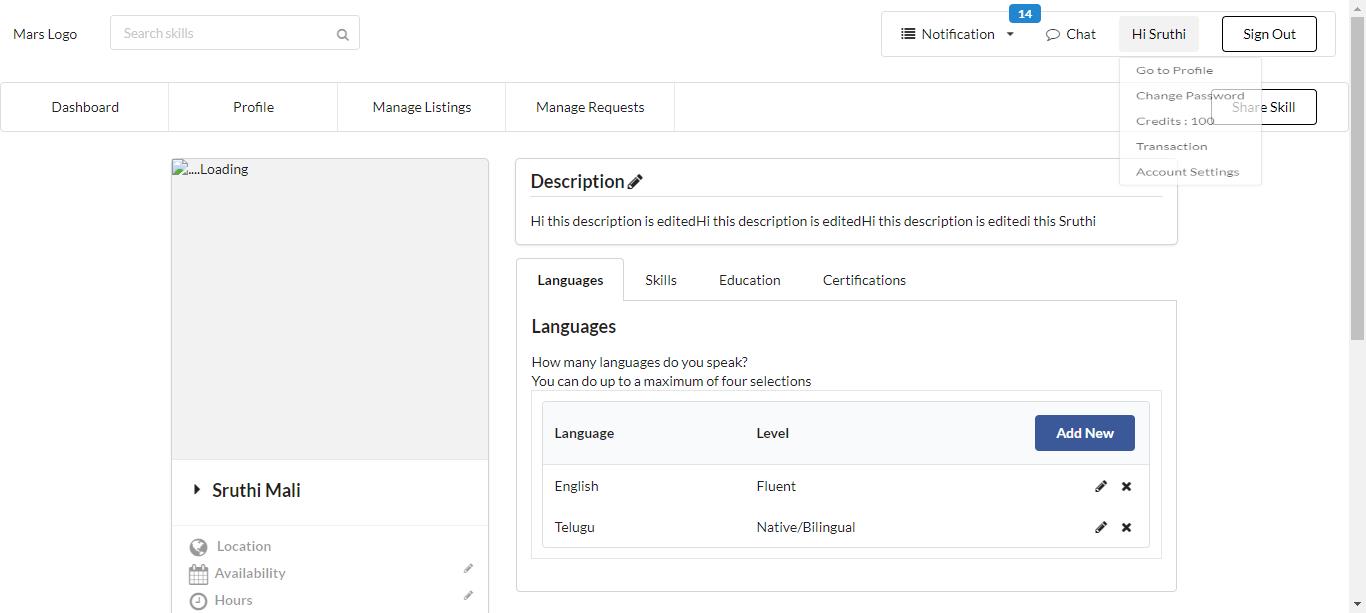 Mars Logo
Search skills
14
Notification
Chat
Hi Sruthi
Sign Out
Go to Profile
Change Password
Credits : 100
Transaction
Account Settings
Dashboard
Profile
Manage Listings
Manage Requests
Share Skill
....Loading
Description
Hi this description is editedHi this description is editedHi this description is editedi this Sruthi
Languages
Skills
Education
Certifications
Languages
How many languages do you speak?
You can do up to a maximum of four selections
Language
Level
Add New
English
Fluent
Telugu
Native/Bilingual
Sruthi Mali
Location
Availability
Hours